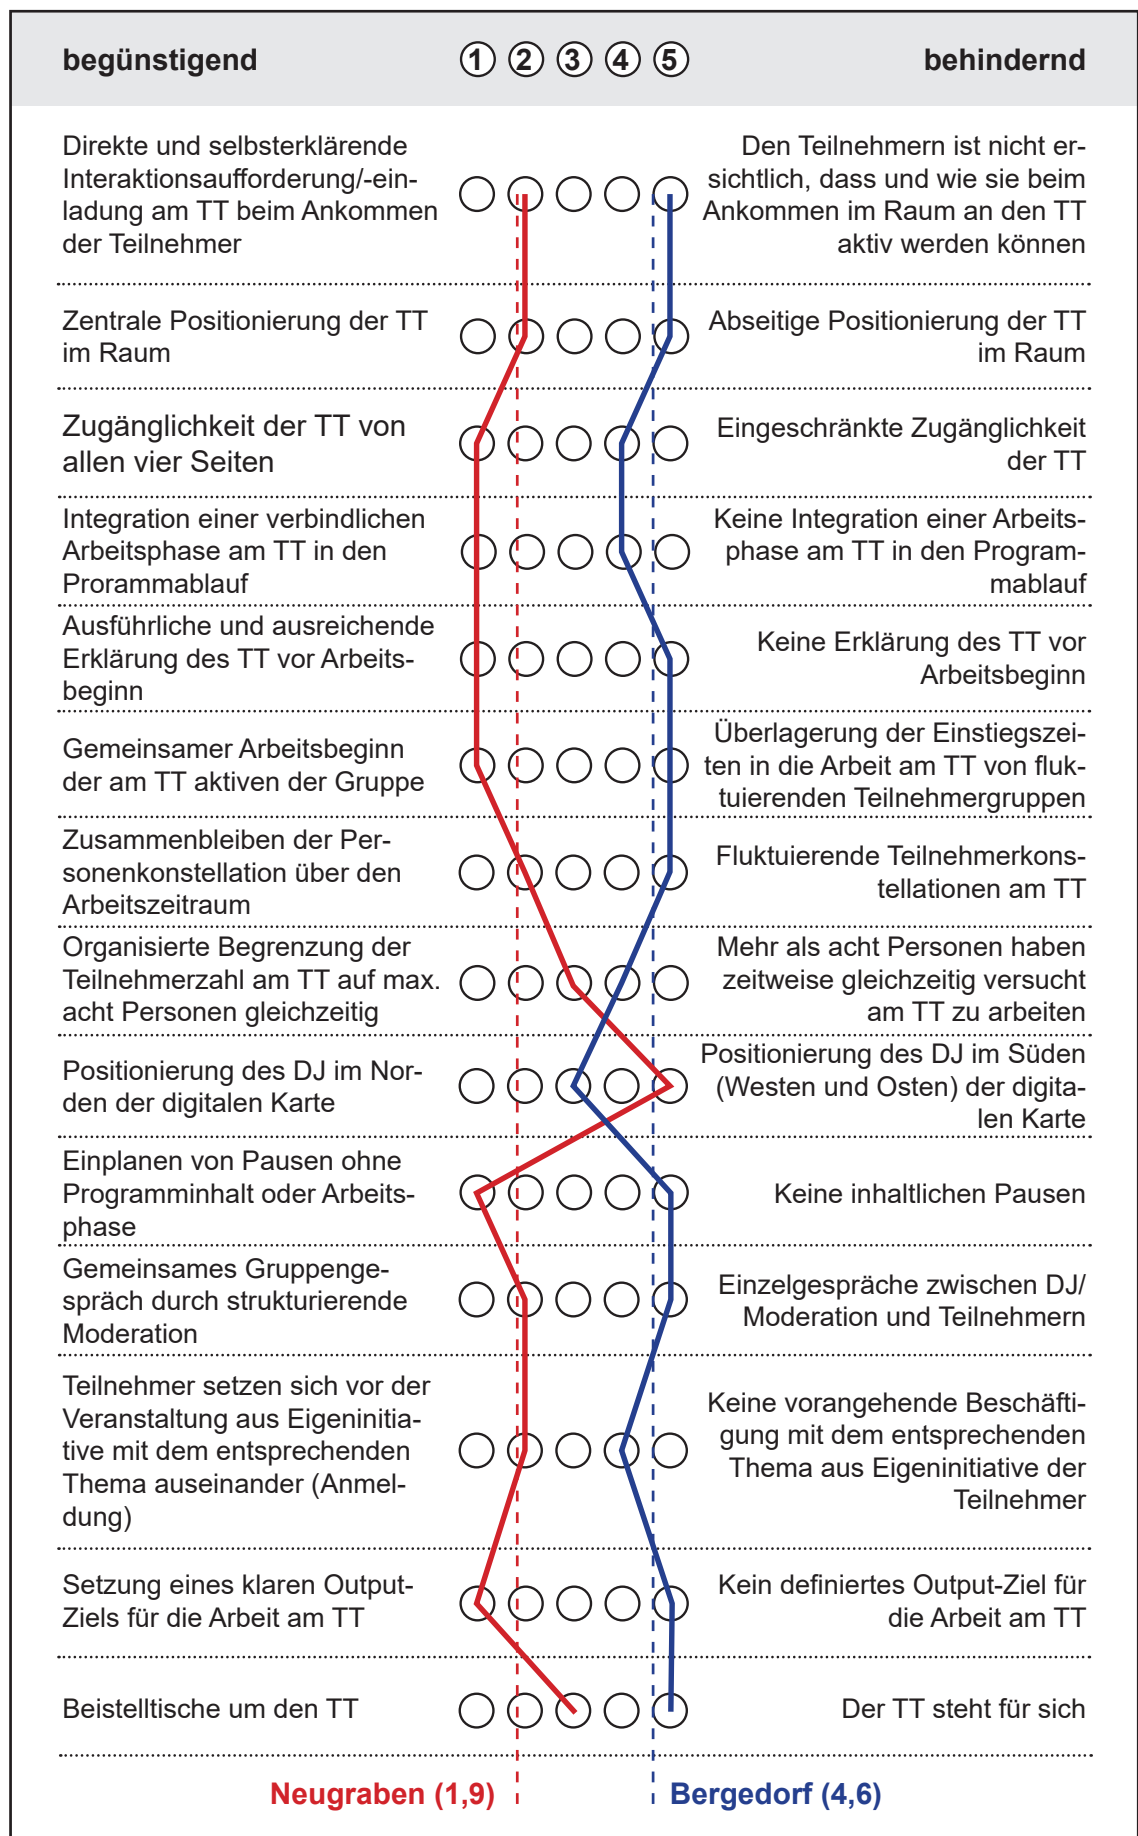 begünstigend 1 2 3 4 5 behindernd
Direkte und selbsterklärende
Interaktionsaufforderung/-ein-
ladung am TT beim Ankommen
der Teilnehmer
Den Teilnehmern ist nicht er-
sichtlich, dass und wie sie beim
Ankommen im Raum an den TT
aktiv werden können
Zentrale Positionierung der TT
im Raum
Abseitige Positionierung der TT
im Raum
Zugänglichkeit der TT von
allen vier Seiten
Eingeschränkte Zugänglichkeit
der TT
Integration einer verbindlichen
Arbeitsphase am TT in den
Prorammablauf
Keine Integration einer Arbeits-
phase am TT in den Program-
mablauf
Ausführliche und ausreichende
Erklärung des TT vor Arbeits-
beginn
Keine Erklärung des TT vor
Arbeitsbeginn
Gemeinsamer Arbeitsbeginn
der am TT aktiven der Gruppe
Überlagerung der Einstiegszei-
ten in die Arbeit am TT von fluk-
tuierenden Teilnehmergruppen
Zusammenbleiben der Per-
sonenkonstellation über den
Arbeitszeitraum
Fluktuierende Teilnehmerkons-
tellationen am TT
Organisierte Begrenzung der
Teilnehmerzahl am TT auf max.
acht Personen gleichzeitig
Mehr als acht Personen haben
zeitweise gleichzeitig versucht
am TT zu arbeiten
Positionierung des DJ im Nor-
den der digitalen Karte
Positionierung des DJ im Süden
(Westen und Osten) der digita-
len Karte
Einplanen von Pausen ohne
Programminhalt oder Arbeits-
phase
Keine inhaltlichen Pausen
Gemeinsames Gruppenge-
spräch durch strukturierende
Moderation
Einzelgespräche zwischen DJ/
Moderation und Teilnehmern
Teilnehmer setzen sich vor der
Veranstaltung aus Eigeninitia-
tive mit dem entsprechenden
Thema auseinander (Anmel-
dung)
Keine vorangehende Beschäfti-
gung mit dem entsprechenden
Thema aus Eigeninitiative der
Teilnehmer
Setzung eines klaren Output-
Ziels für die Arbeit am TT
Kein definiertes Output-Ziel für
die Arbeit am TT
Beistelltische um den TT
Der TT steht für sich
Neugraben (1,9)
Bergedorf (4,6)